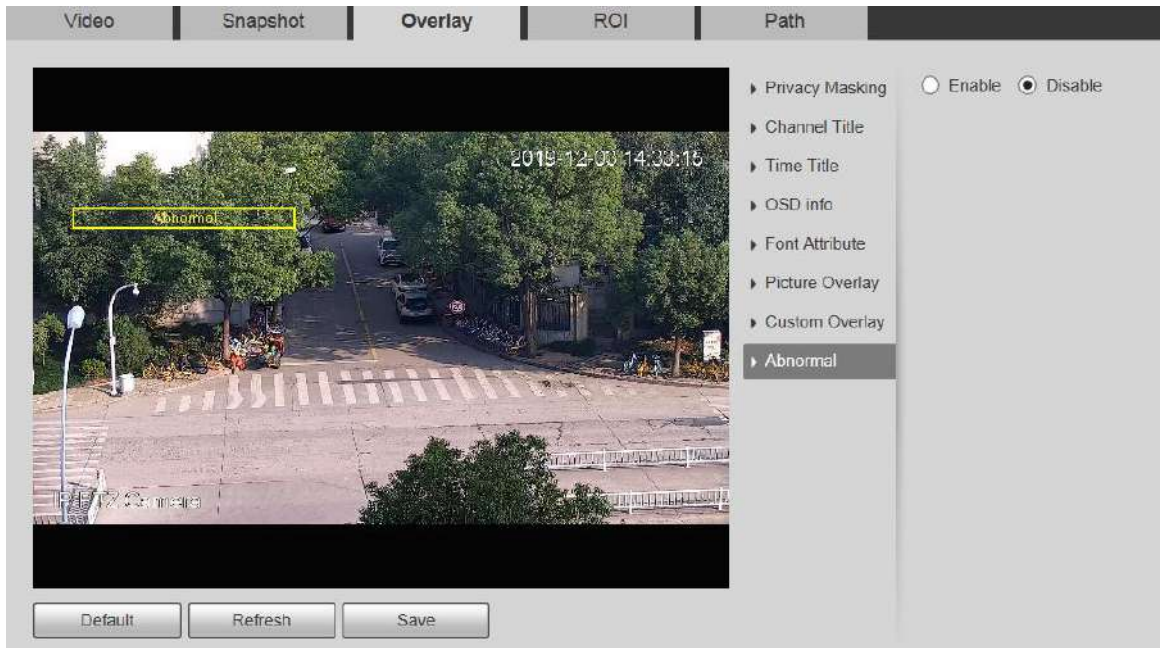 Video Snapshot Overlay ROI Path
Privacy Masking
Channel Title
Time Title
OSD info
Font Attribute
Picture Overlay
Custom Overlay
Abnormal
Enable Disable
2019-12-03 14:33:15
Abnormal
IP PTZ Camera
Default Refresh Save